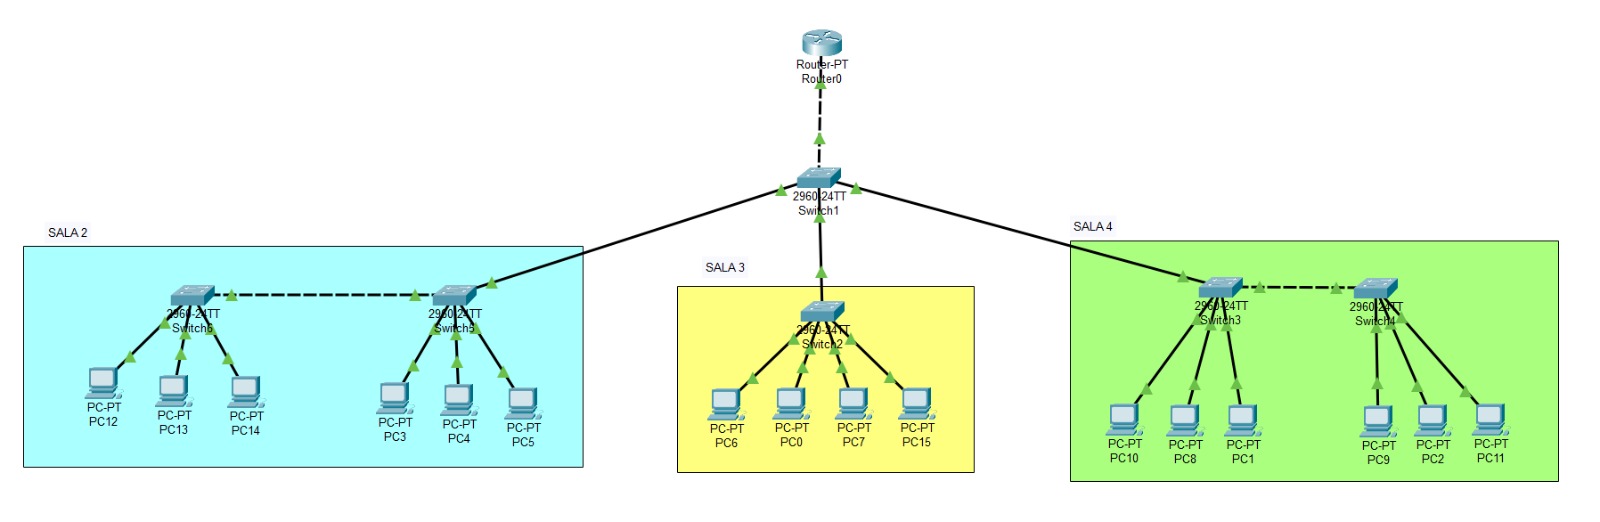 Router-PT
Router0
2960-24TT
Switch1
SALA 2
SALA 3
SALA 4
2960-24TT
Switch6
2960-24TT
Switch5
2960-24TT
Switch2
2960-24TT
Switch3
2960-24TT
Switch4
PC-PT
PC12
PC-PT
PC13
PC-PT
PC14
PC-PT
PC3
PC-PT
PC4
PC-PT
PC5
PC-PT
PC6
PC-PT
PC0
PC-PT
PC7
PC-PT
PC15
PC-PT
PC10
PC-PT
PC8
PC-PT
PC1
PC-PT
PC9
PC-PT
PC2
PC-PT
PC11